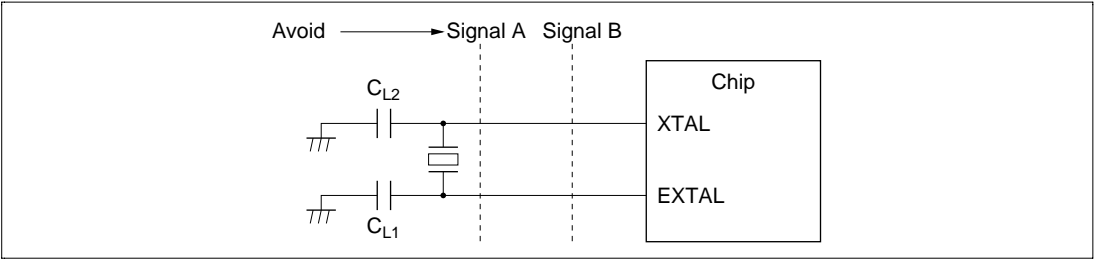 Avoid Signal A Signal B
Chip
CL2
XTAL
EXTAL
CL1